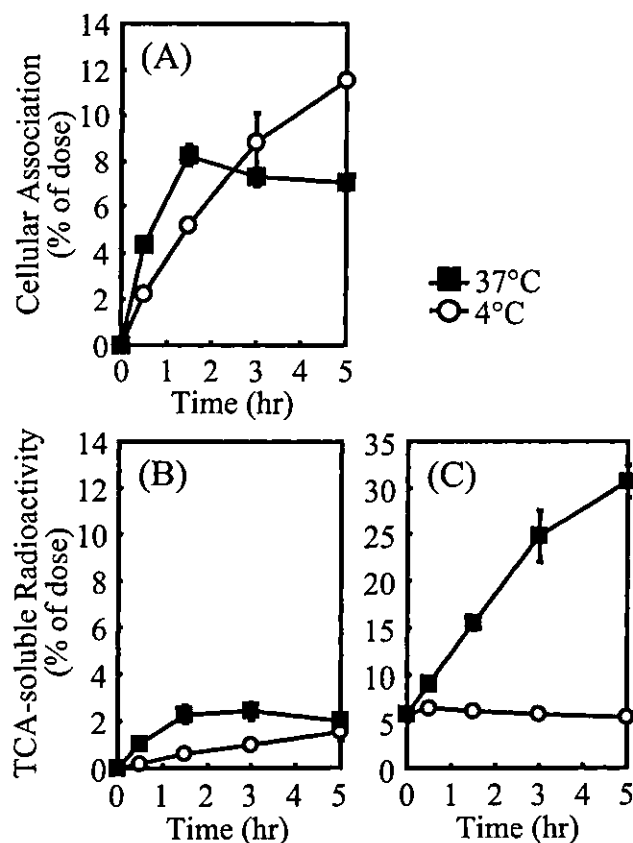 (A)
Cellular Association
(% of dose)
14
12
10
8
6
4
2
0
0 1 2 3 4 5
Time (hr)
37°C
4°C
(B)
TCA-soluble Radioactivity
(% of dose)
14
12
10
8
6
4
2
0
0 1 2 3 4 5
Time (hr)
(C)
35
30
25
20
15
10
5
0
0 1 2 3 4 5
Time (hr)